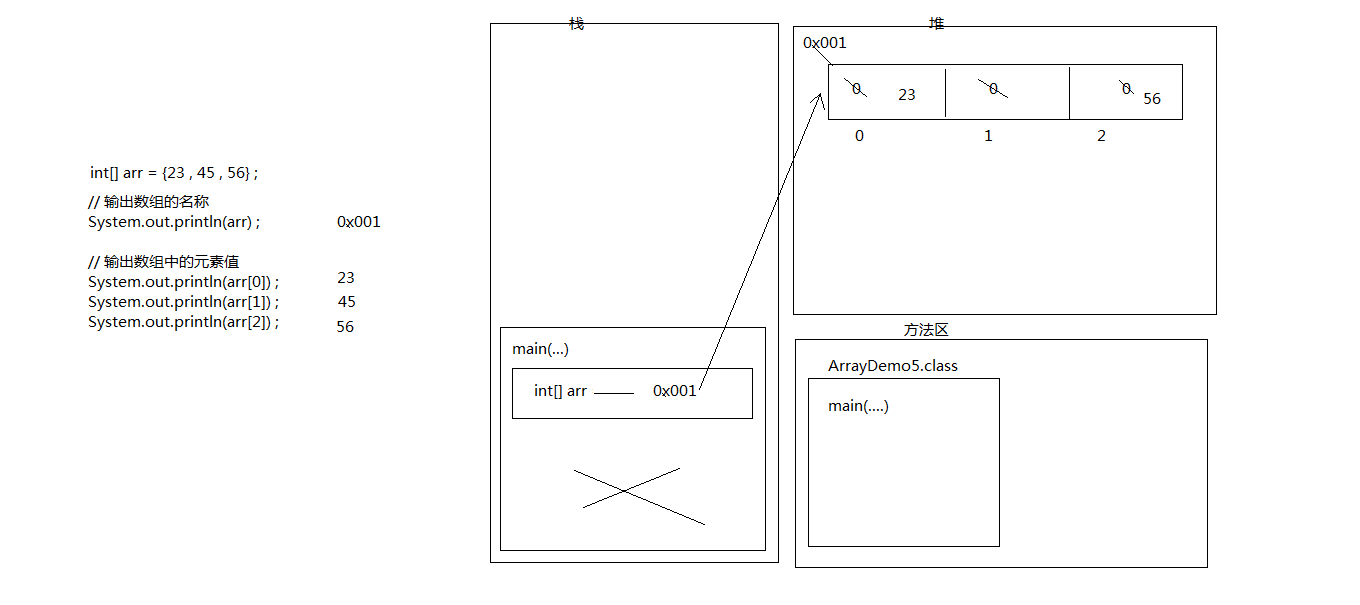 int[] arr = {23 , 45 , 56} ;
// 输出数组的名称
System.out.println(arr) ; 0x001
// 输出数组中的元素值
System.out.println(arr[0]) ; 23
System.out.println(arr[1]) ; 45
System.out.println(arr[2]) ; 56
栈
main(...)
int[] arr 0x001
堆
0x001
0 23 0 0 56
0 1 2
方法区
ArrayDemo5.class
main(....)